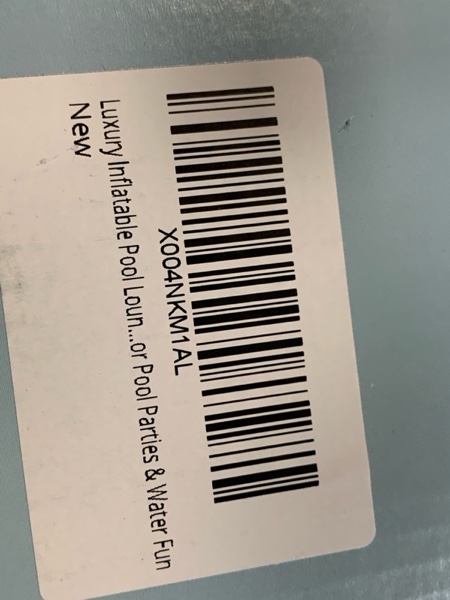 X004NKM1AL
Luxury Inflatable Pool Loun...or Pool Parties & Water Fun
New